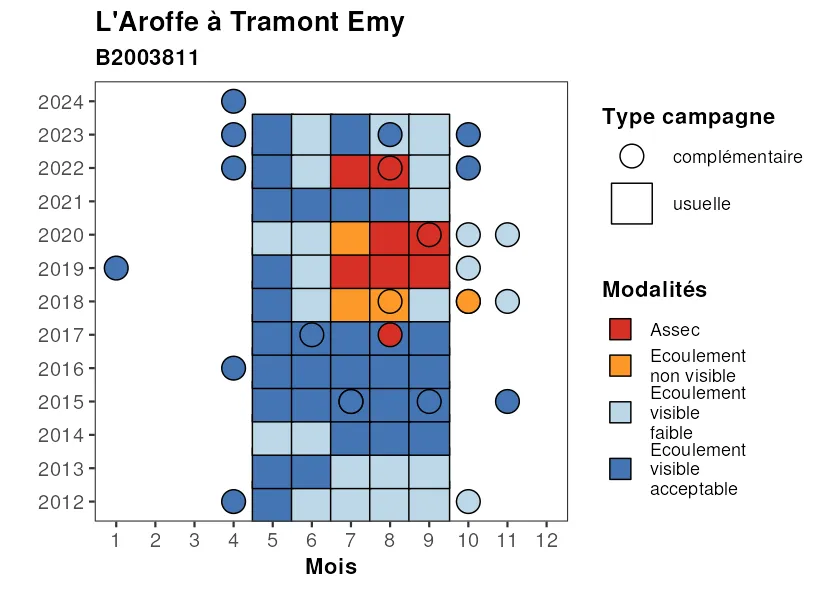 L'Aroffe à Tramont Emy
B2003811
2024
2023
2022
2021
2020
2019
2018
2017
2016
2015
2014
2013
2012
1 2 3 4 5 6 7 8 9 10 11 12
Mois
Type campagne
complémentaire
usuelle
Modalités
Assec
Ecoulement
non visible
Ecoulement
visible
faible
Ecoulement
visible
acceptable